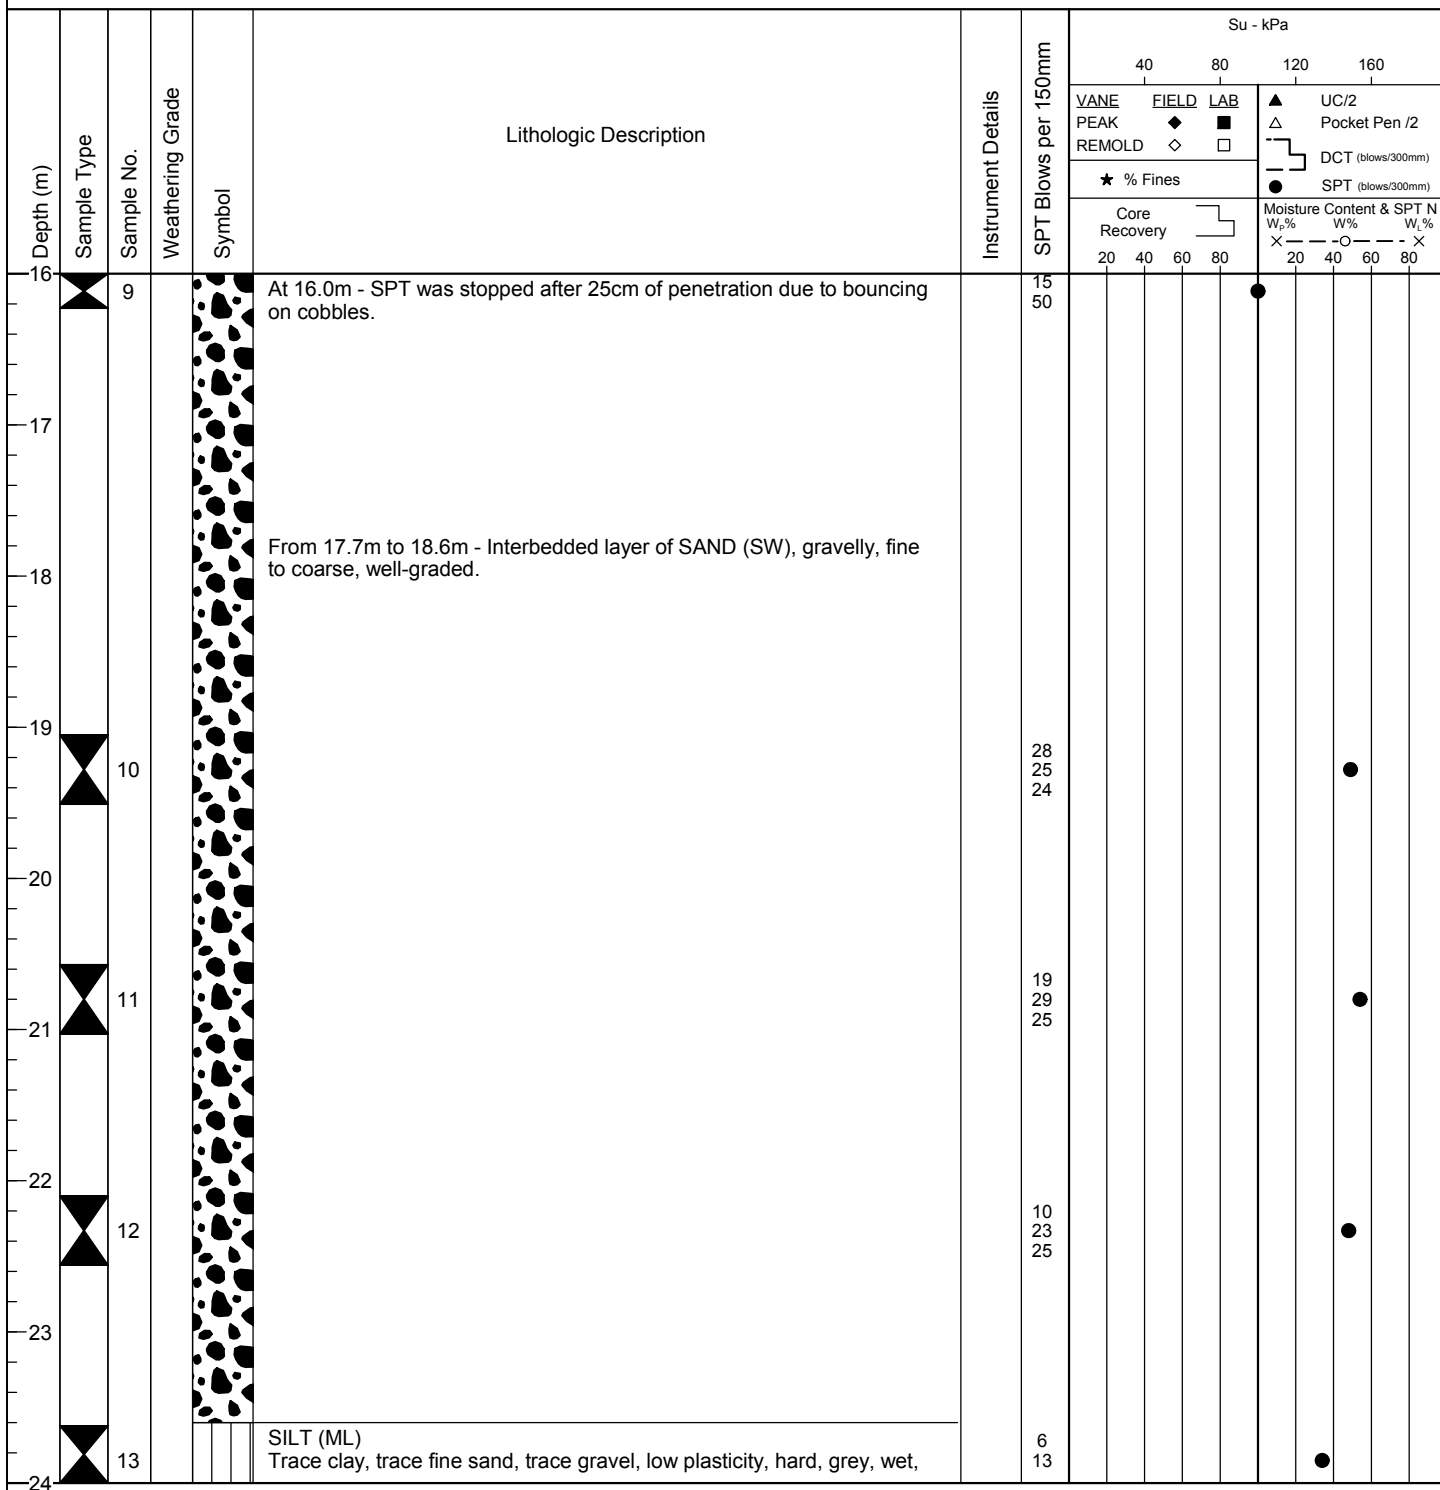 Su - kPa
40 80 120 160
Depth (m)
Sample Type
Sample No.
Weathering Grade
Symbol
Lithologic Description
Instrument Details
SPT Blows per 150mm
VANE FIELD LAB
PEAK
REMOLD
% Fines
Core
Recovery
UC/2
Pocket Pen /2
DCT (blows/300mm)
SPT (blows/300mm)
Moisture Content & SPT N
WP% W% WL%
20 40 60 80 20 40 60 80
16
9
At 16.0m - SPT was stopped after 25cm of penetration due to bouncing
on cobbles.
15
50
17
From 17.7m to 18.6m - Interbedded layer of SAND (SW), gravelly, fine
to coarse, well-graded.
18
19
10
28
25
24
20
11
19
29
25
21
22
12
10
23
25
23
SILT (ML)
Trace clay, trace fine sand, trace gravel, low plasticity, hard, grey, wet,
13
6
13
24